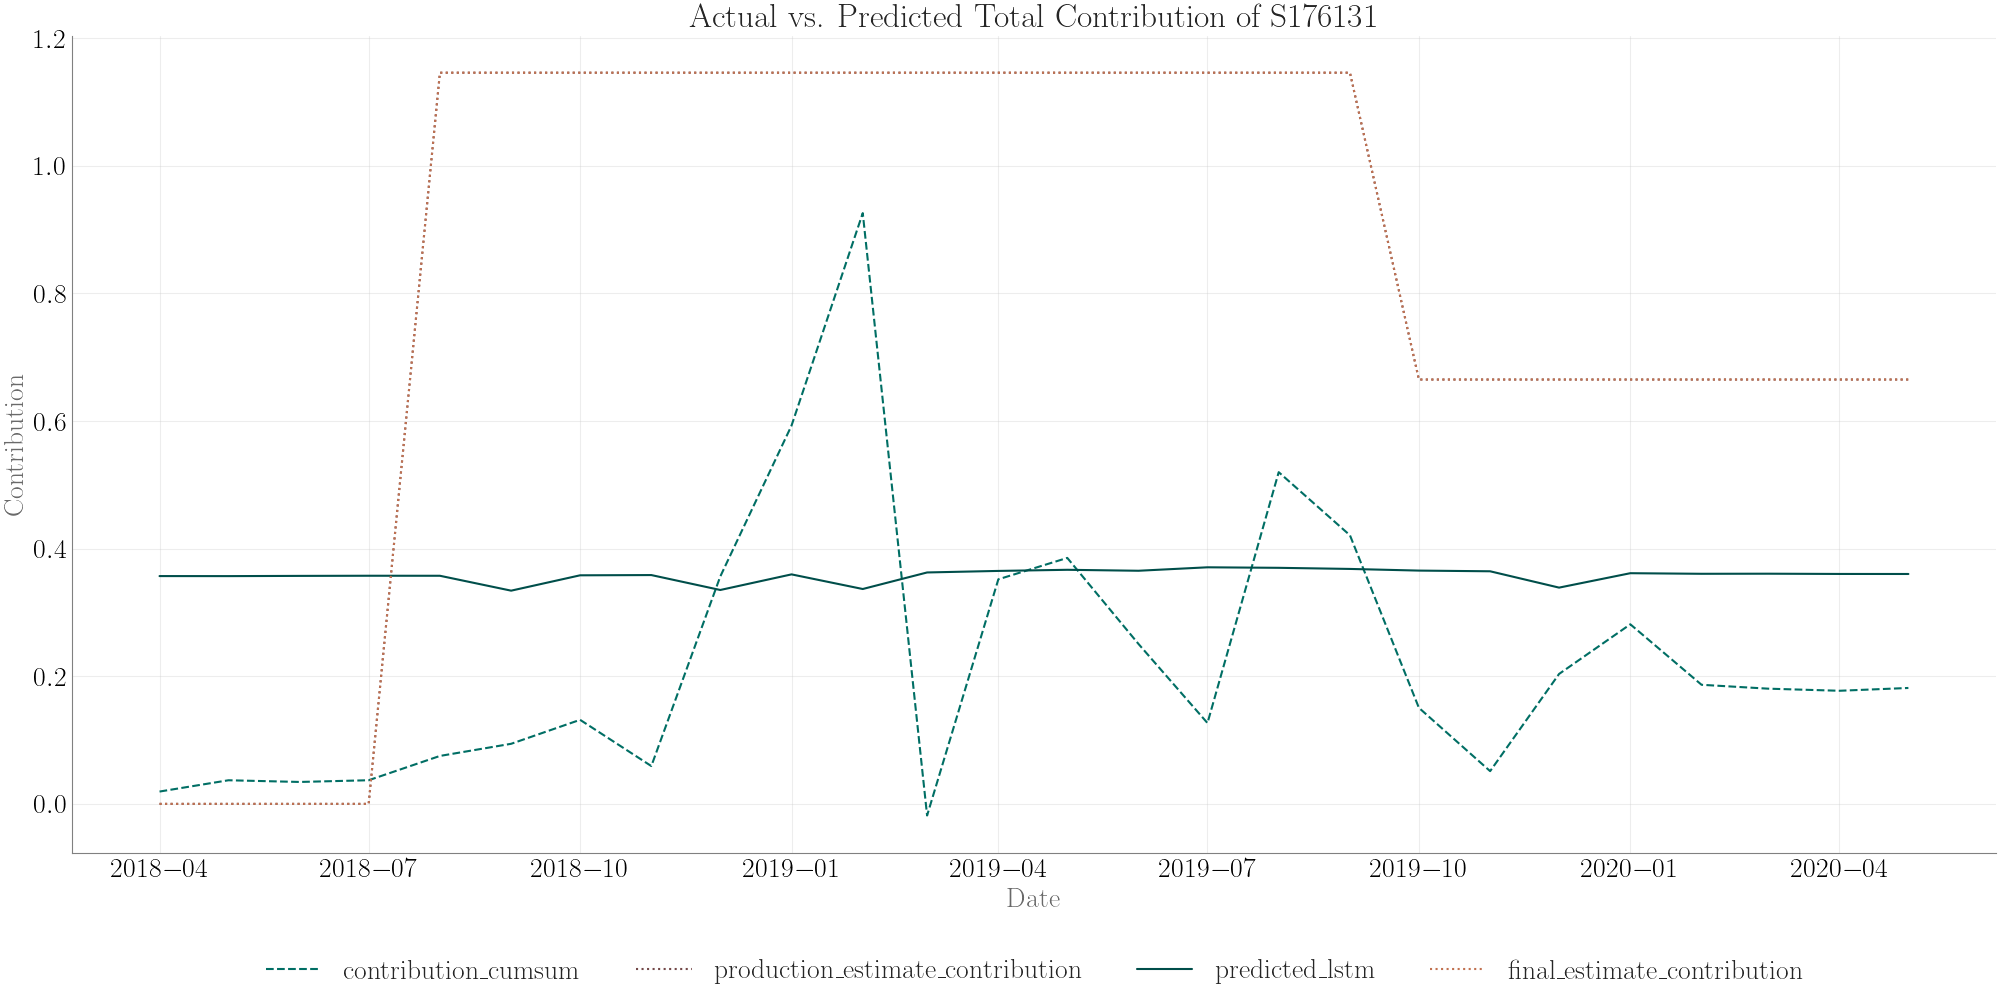 Actual vs. Predicted Total Contribution of S176131
1.2
1.0
0.8
0.6
0.4
0.2
0.0
Contribution
2018−04 2018−07 2018−10 2019−01 2019−04 2019−07 2019−10 2020−01 2020−04
Date
contribution_cumsum production_estimate_contribution predicted_lstm final_estimate_contribution